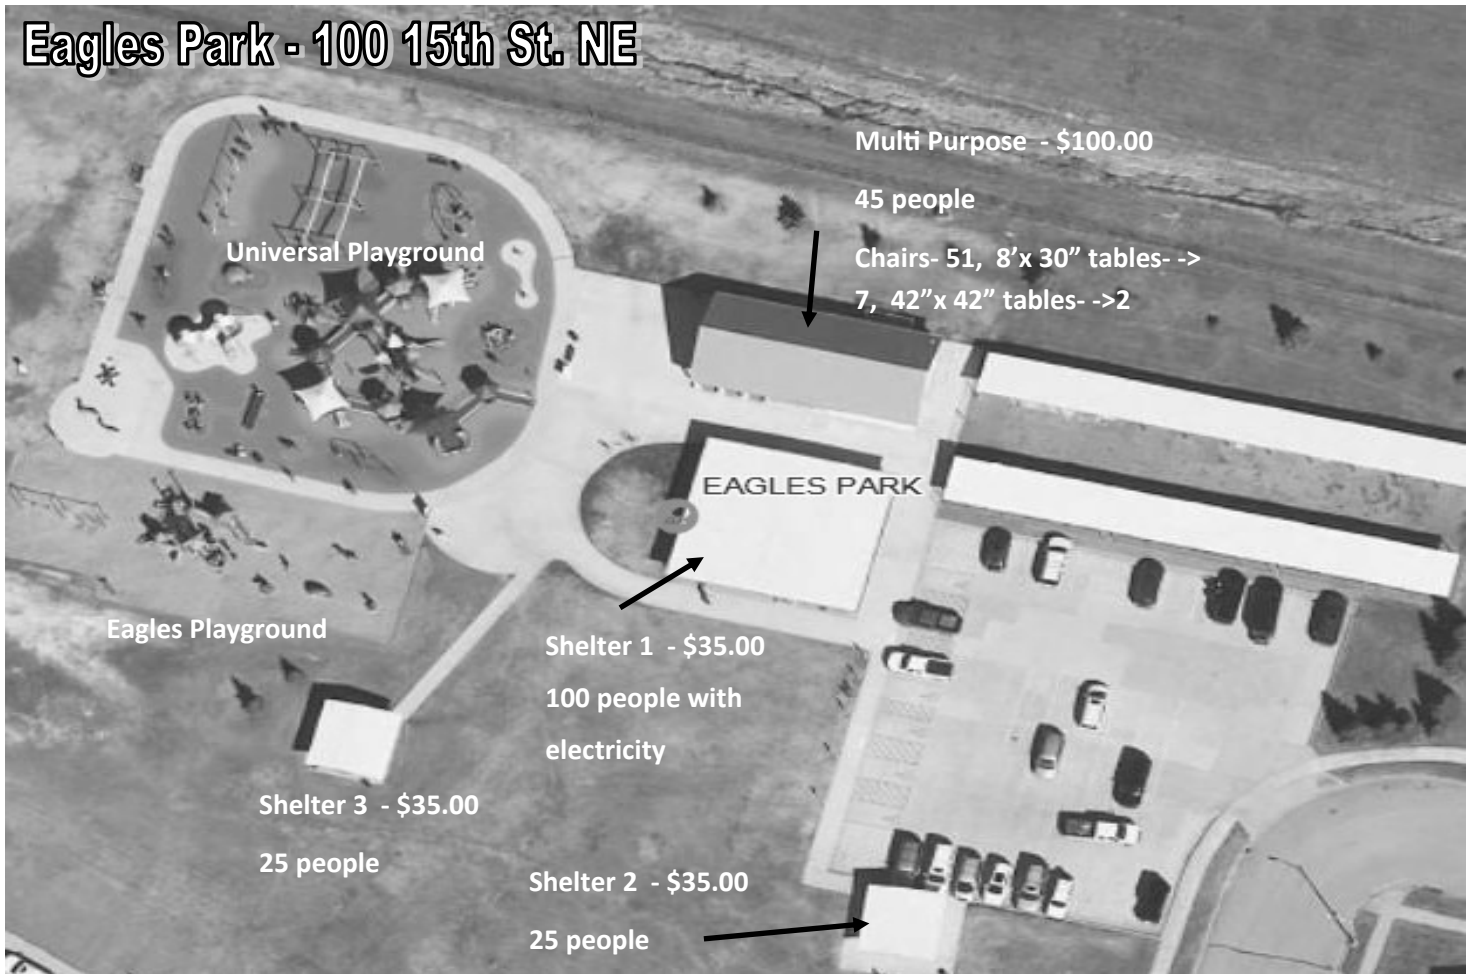 Eagles Park - 100 15th St. NE
Multi Purpose - $100.00
45 people
Chairs- 51, 8'x 30” tables- ->
7, 42”x 42” tables- ->2
Universal Playground
EAGLES PARK
Eagles Playground
Shelter 1 - $35.00
100 people with
electricity
Shelter 3 - $35.00
25 people
Shelter 2 - $35.00
25 people